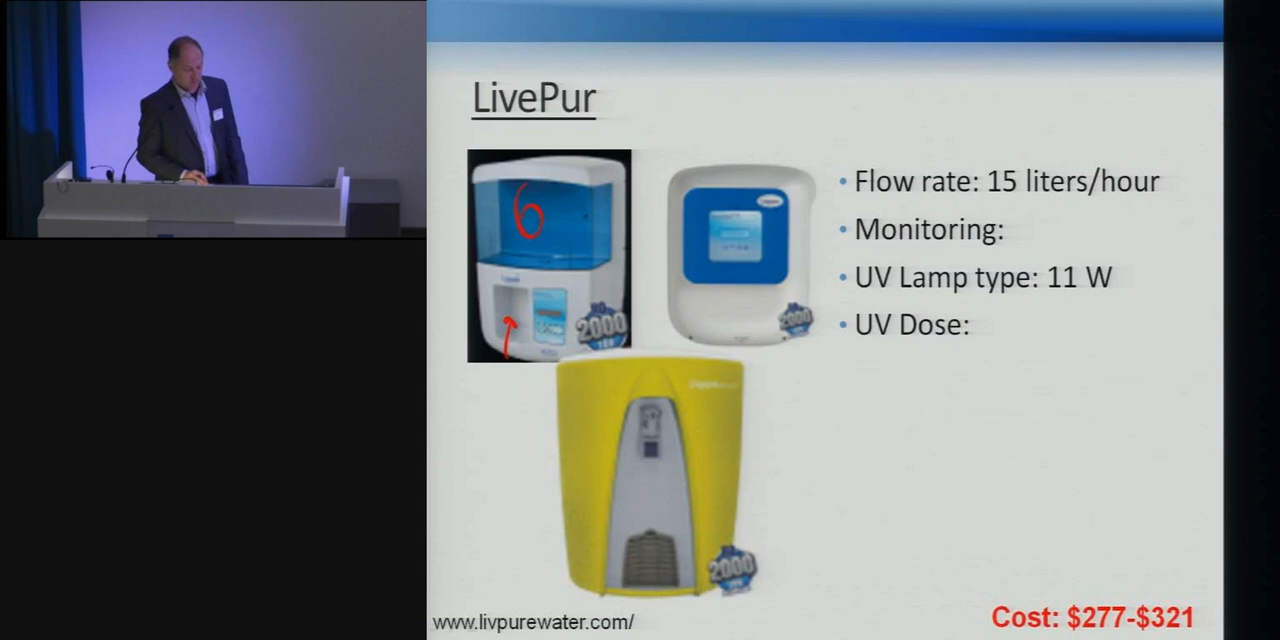 LivePur
6
2000
2000
• Flow rate: 15 liters/hour
• Monitoring:
• UV Lamp type: 11 W
• UV Dose:
2000
www.livpurewater.com/
Cost: $277-$321